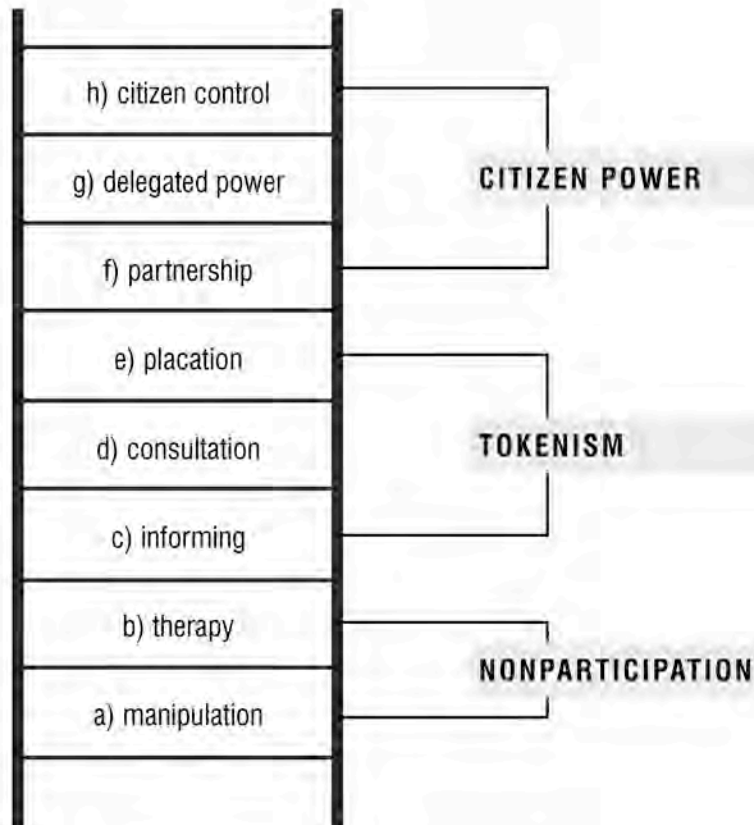 h) citizen control
g) delegated power
CITIZEN POWER
f) partnership
e) placation
d) consultation
TOKENISM
c) informing
b) therapy
NONPARTICIPATION
a) manipulation